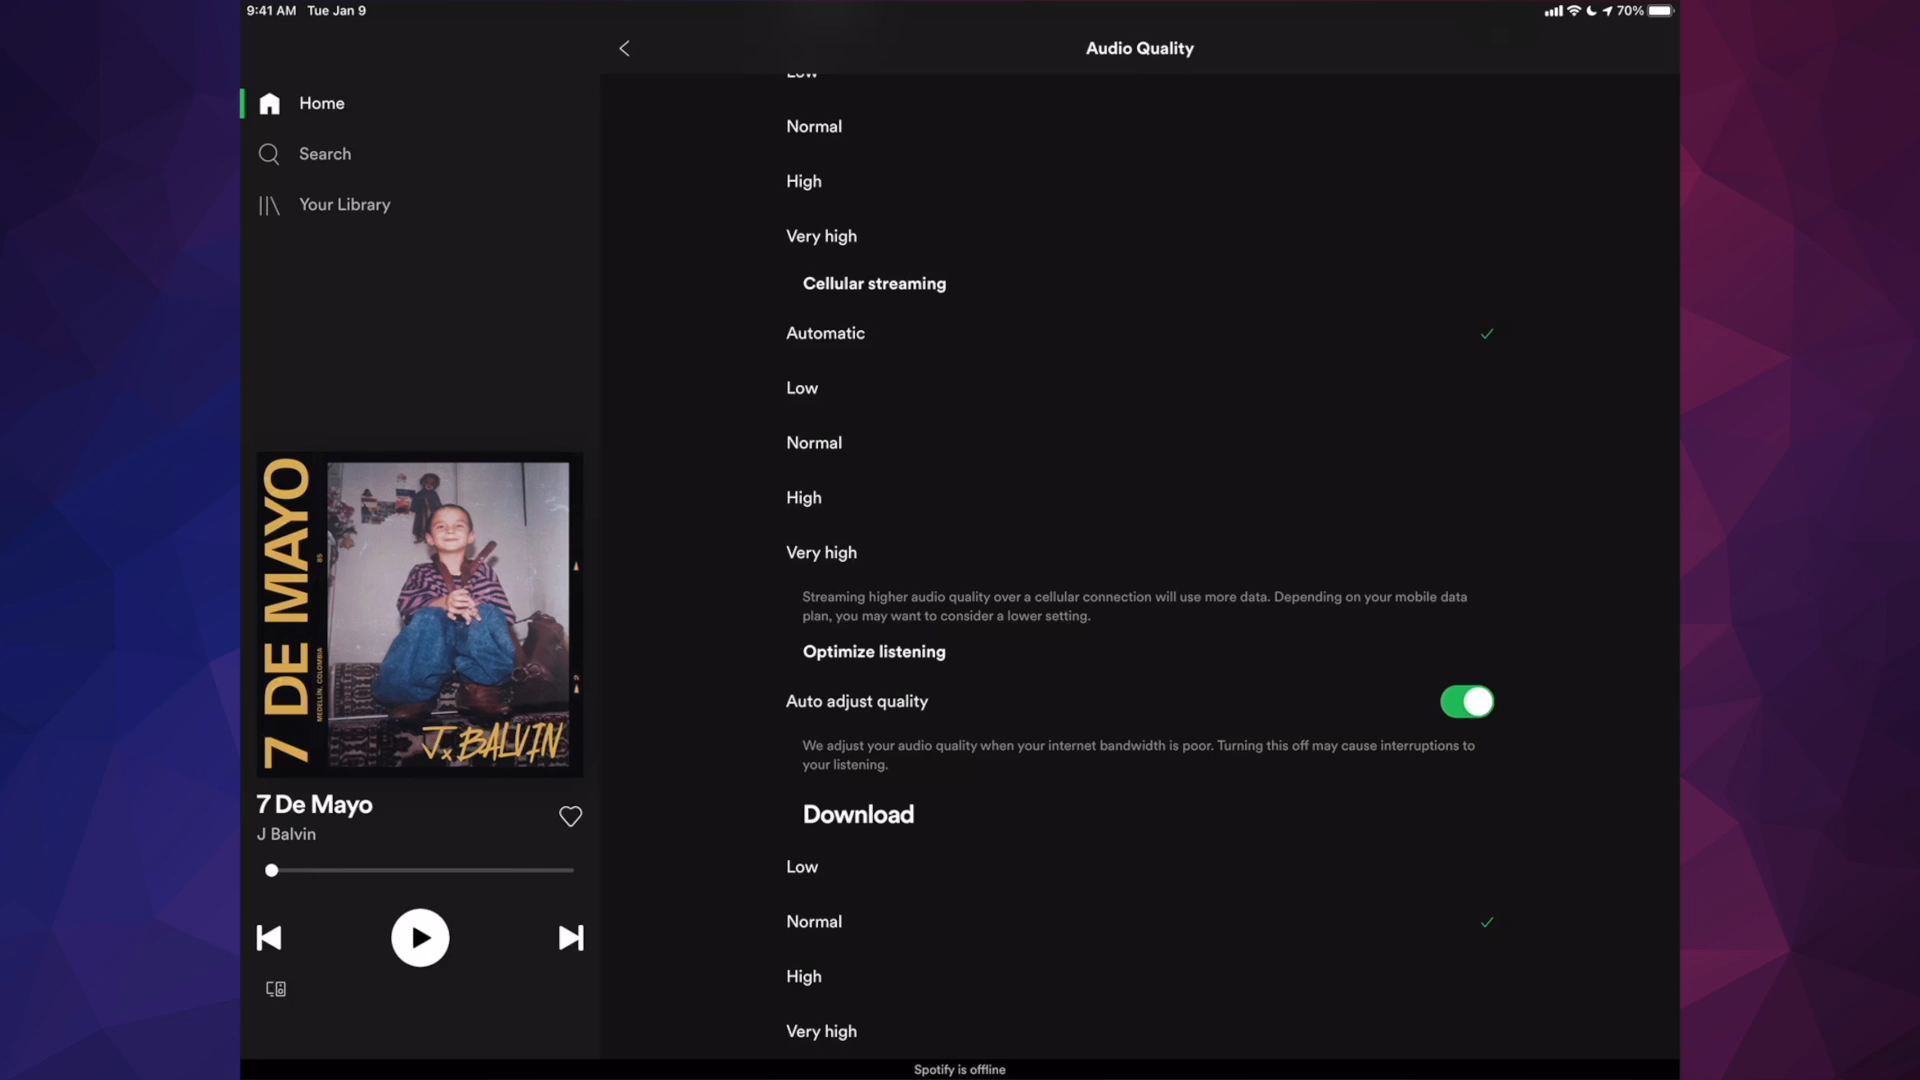 9:41 AM Tue Jan 9
70%
Audio Quality
Home
Search
Your Library
Low
Normal
High
Very high
Cellular streaming
Automatic
Low
Normal
High
Very high
Streaming higher audio quality over a cellular connection will use more data. Depending on your mobile data
plan, you may want to consider a lower setting.
Optimize listening
Auto adjust quality
We adjust your audio quality when your internet bandwidth is poor. Turning this off may cause interruptions to
your listening.
Download
Low
Normal
High
Very high
7 DE MAYO
MEDELLÍN, COLOMBIA
85
J. BALVIN
7 De Mayo
J Balvin
Spotify is offline